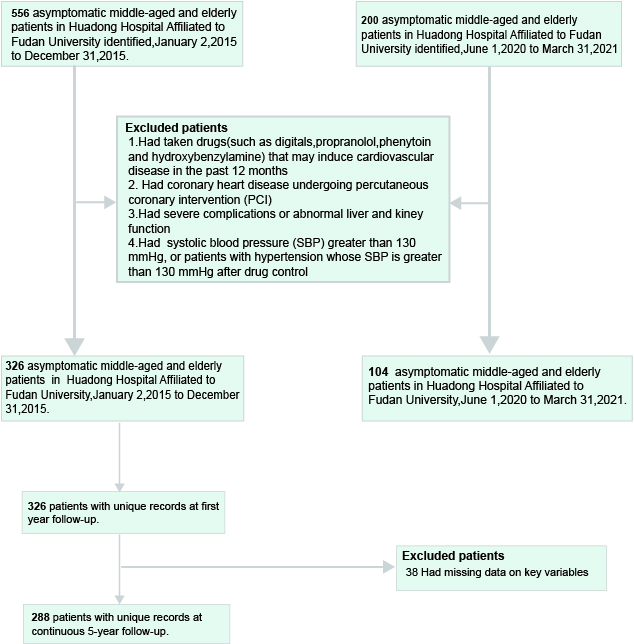 556 asymptomatic middle-aged and elderly
patients in Huadong Hospital Affiliated to
Fudan University identified,January 2,2015
to December 31,2015.
200 asymptomatic middle-aged and elderly
patients in Huadong Hospital Affiliated to Fudan
University identified,June 1,2020 to March 31,2021
Excluded patients
1.Had taken drugs(such as digitals,propranolol,phenytoin
and hydroxybenzylamine) that may induce cardiovascular
disease in the past 12 months
2. Had coronary heart disease undergoing percutaneous
coronary intervention (PCI)
3.Had severe complications or abnormal liver and kiney
function
4.Had systolic blood pressure (SBP) greater than 130
mmHg, or patients with hypertension whose SBP is greater
than 130 mmHg after drug control
326 asymptomatic middle-aged and elderly
patients in Huadong Hospital Affiliated to
Fudan University,January 2,2015 to December
31,2015.
104 asymptomatic middle-aged and elderly
patients in Huadong Hospital Affiliated to
Fudan University,June 1,2020 to March 31,2021.
326 patients with unique records at first
year follow-up.
Excluded patients
38 Had missing data on key variables
288 patients with unique records at
continuous 5-year follow-up.